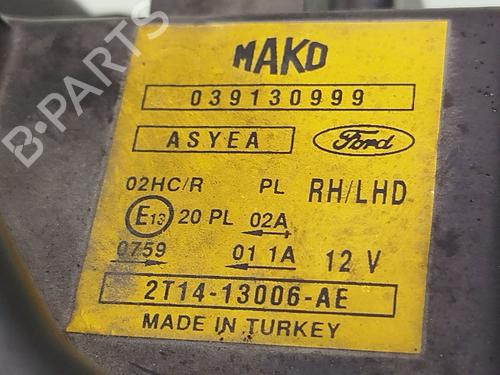 B-PARTS
MAKO
039130999
ASYEA Ford
02HC/R PL RH/LHD
E13 20 PL 02A
0759 01 1A 12 V
2T14-13006-AE
MADE IN TURKEY